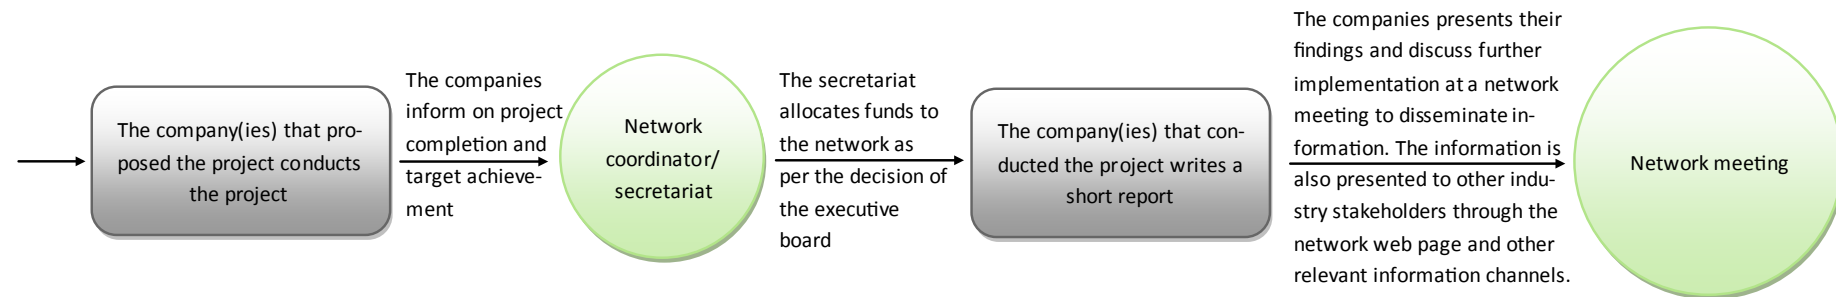 The company(ies) that pro-
posed the project conducts
the project
The companies
inform on project
completion and
target achieve-
ment
Network
coordinator/
secretariat
The secretariat
allocates funds to
the network as
per the decision of
the executive
board
The company(ies) that con-
ducted the project writes a
short report
The companies presents their
findings and discuss further
implementation at a network
meeting to disseminate in-
formation. The information is
also presented to other indu-
stry stakeholders through the
network web page and other
relevant information channels.
Network meeting